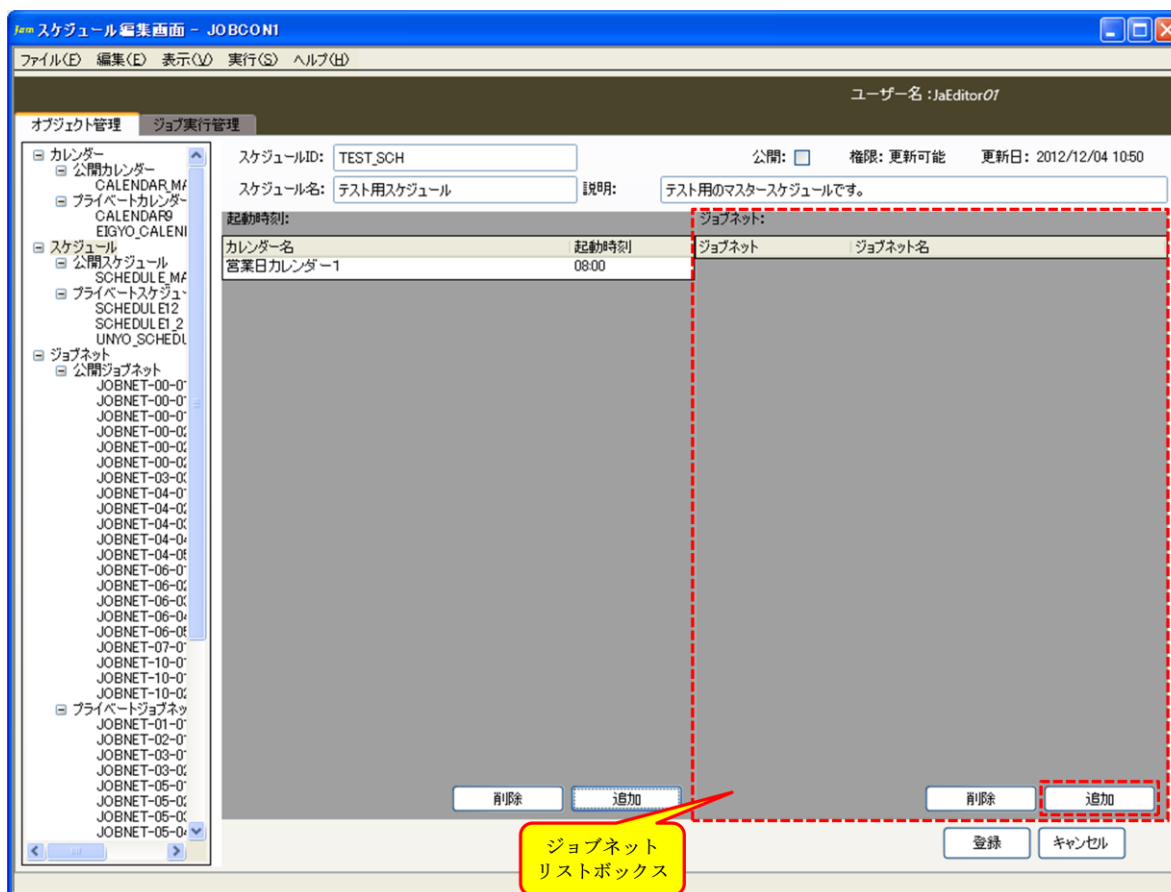 Jam スケジュール編集画面 - JOBCON1
ファイル(F) 編集(E) 表示(V) 実行(S) ヘルプ(H)
ユーザー名 :JaEditor01
オブジェクト管理 ジョブ実行管理
カレンダー
公開カレンダー
CALENDAR_MA
プライベートカレンダー
CALENDAR9
EIGYO_CALENI
スケジュール
公開スケジュール
SCHEDULE_MA
プライベートスケジュ
SCHEDULE12
SCHEDULE1_2
UNYO_SCHEDU
ジョブネット
公開ジョブネット
JOBNET-00-01
JOBNET-00-01
JOBNET-00-01
JOBNET-00-02
JOBNET-00-02
JOBNET-00-02
JOBNET-03-03
JOBNET-04-01
JOBNET-04-02
JOBNET-04-03
JOBNET-04-04
JOBNET-04-05
JOBNET-06-01
JOBNET-06-02
JOBNET-06-03
JOBNET-06-04
JOBNET-06-05
JOBNET-07-01
JOBNET-10-01
JOBNET-10-01
JOBNET-10-02
プライベートジョブネッ
JOBNET-01-01
JOBNET-02-01
JOBNET-03-01
JOBNET-03-02
JOBNET-05-01
JOBNET-05-02
JOBNET-05-03
JOBNET-05-04
スケジュールID: TEST_SCH 公開: 権限: 更新可能 更新日: 2012/12/04 10:50
スケジュール名: テスト用スケジュール 説明: テスト用のマスタースケジュールです。
起動時刻:
カレンダー名 起動時刻
営業日カレンダー1 08:00
削除 追加
ジョブネット:
ジョブネット ジョブネット名
削除 追加
ジョブネット
リストボックス
登録 キャンセル